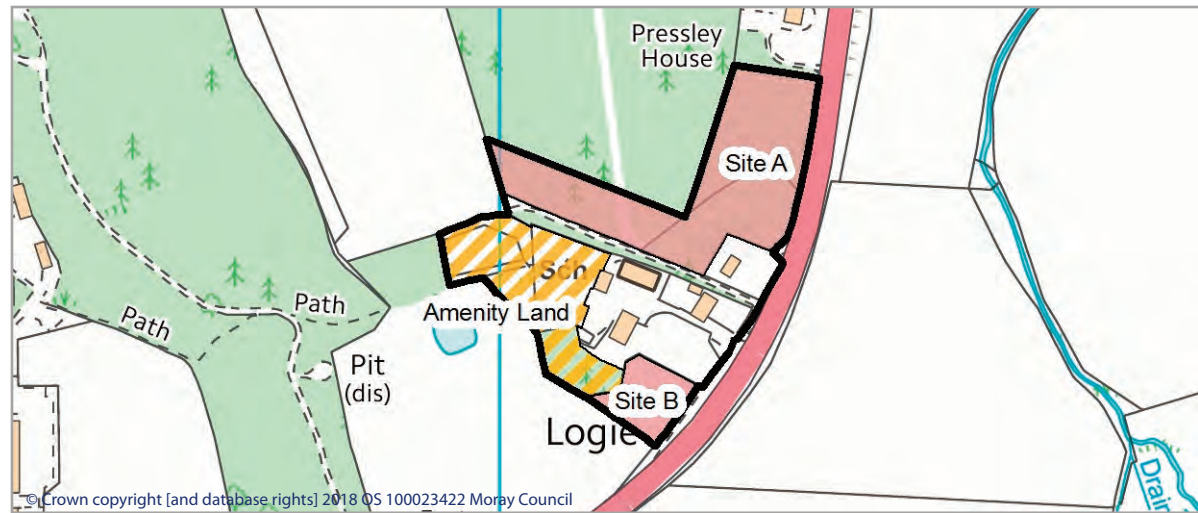 Pressley
House
Site A
Sch
Amenity Land
Path
Path
Pit
(dis)
Site B
Logie
Drain
© Crown copyright [and database rights] 2018 OS 100023422 Moray Council